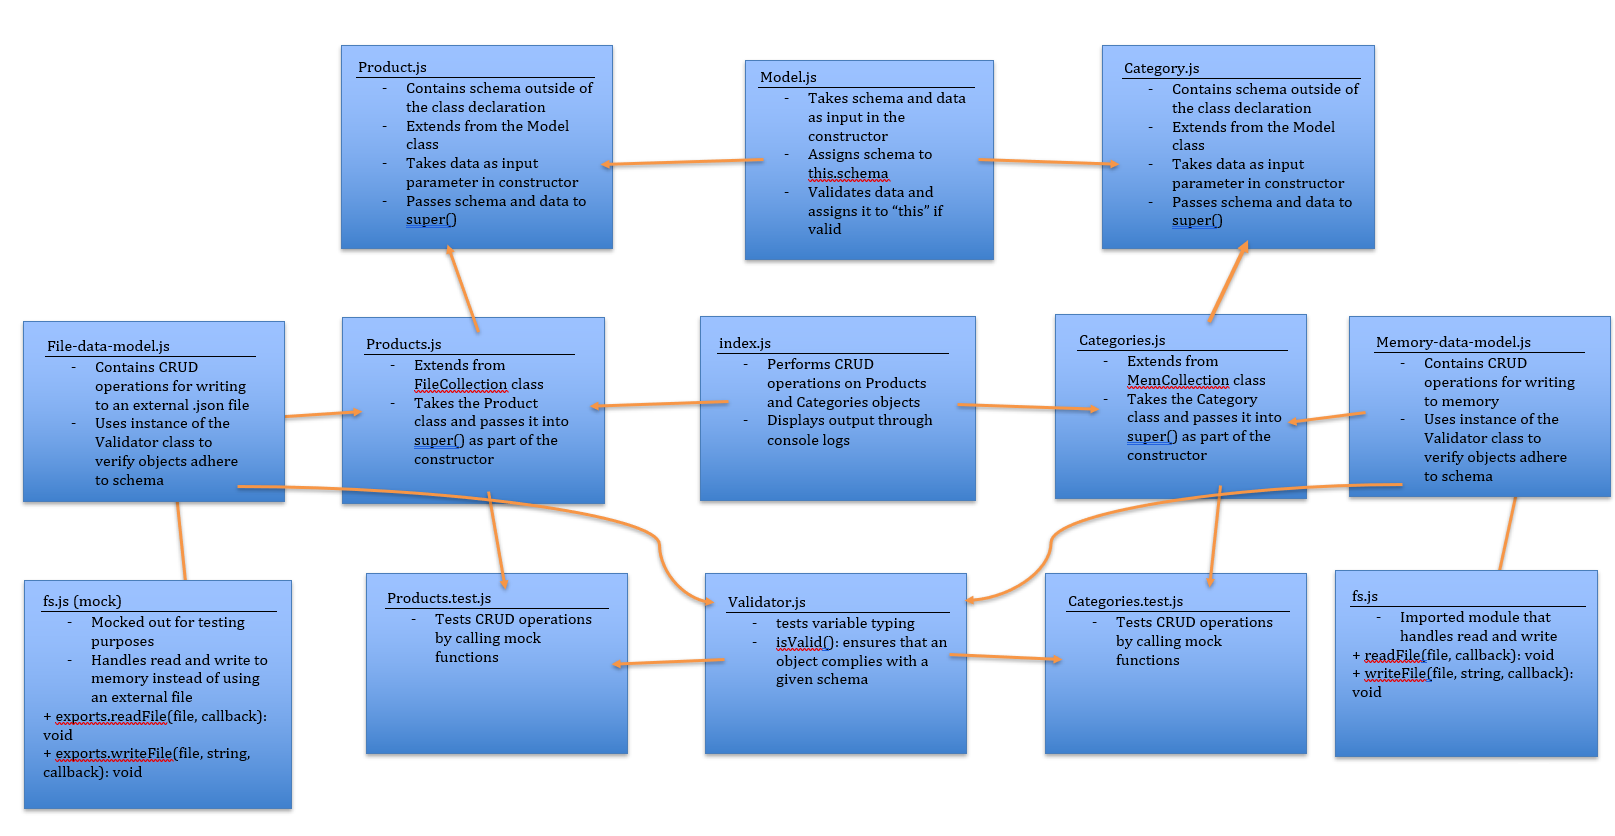 Product.js
- Contains schema outside of
the class declaration
- Extends from the Model
class
- Takes data as input
parameter in constructor
- Passes schema and data to
super()
Model.js
- Takes schema and data
as input in the
constructor
- Assigns schema to
this.schema
- Validates data and
assigns it to “this” if
valid
Category.js
- Contains schema outside of
the class declaration
- Extends from the Model
class
- Takes data as input
parameter in constructor
- Passes schema and data to
super()
File-data-model.js
- Contains CRUD
operations for writing
to an external .json file
- Uses instance of the
Validator class to
verify objects adhere
to schema
Products.js
- Extends from
FileCollection class
- Takes the Product
class and passes it into
super() as part of the
constructor
index.js
- Performs CRUD
operations on Products
and Categories objects
- Displays output through
console logs
Categories.js
- Extends from
MemCollection class
- Takes the Category
class and passes it into
super() as part of the
constructor
Memory-data-model.js
- Contains CRUD
operations for writing
to memory
- Uses instance of the
Validator class to
verify objects adhere
to schema
fs.js (mock)
- Mocked out for testing
purposes
- Handles read and write to
memory instead of using
an external file
+ exports.readFile(file, callback):
void
+ exports.writeFile(file, string,
callback): void
Products.test.js
- Tests CRUD operations
by calling mock
functions
Validator.js
- tests variable typing
- isValid(): ensures that an
object complies with a
given schema
Categories.test.js
- Tests CRUD operations
by calling mock
functions
fs.js
- Imported module that
handles read and write
+ readFile(file, callback): void
+ writeFile(file, string, callback):
void